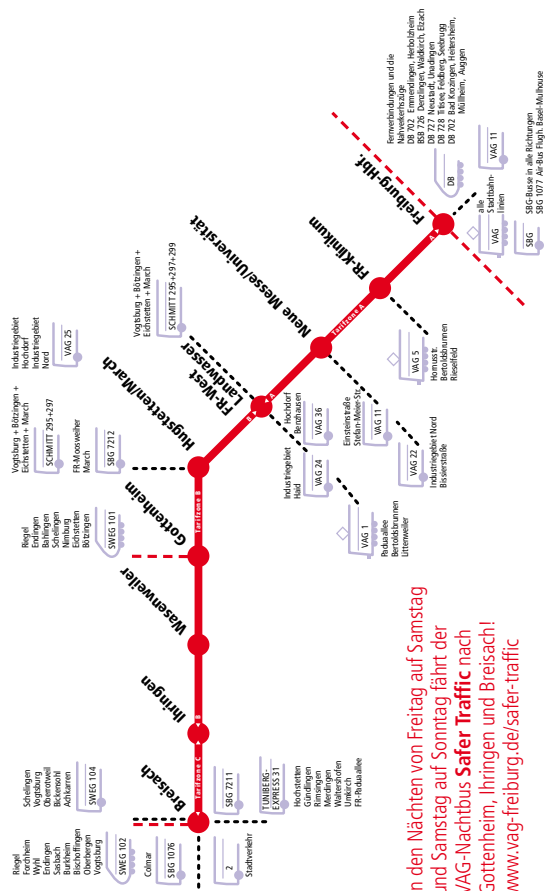 Riegel
Forchheim
Wyhl
Endingen
Sasbach
Burkheim
Bischoffingen
Oberbergen
Vogtsburg
SWEG 102
Schelingen
Vogtsburg
Oberrotweil
Bickensohl
Achkarren
SWEG 104
Colmar
SBG 1076
2
Stadtverkehr
Breisach
Tarifzone C
B
SBG 7211
TUNIBERG-
EXPRESS 31
Hochstetten
Gündlingen
Rimsingen
Merdingen
Waltershofen
Umkirch
FR-Paduaallee
Ihringen
Wasenweiler
Riegel
Endingen
Bahlingen
Schelingen
Nimburg
Eichstetten
Bötzingen
SWEG 101
Gottenheim
Tarifzone B
Vogtsburg + Bötzingen +
Eichstetten + March
SCHMITT 295+297
FR-Moosweiher
March
SBG 7212
Hugstetten/March
Industriegebiet
Hochdorf
Industriegebiet
Nord
VAG 25
Vogtsburg + Bötzingen +
Eichstetten + March
SCHMITT 295+297+299
FR-West
Landwasser
B
A
Hochdorf
Benzhausen
VAG 36
Industriegebiet
Haid
VAG 24
VAG 1
Paduaallee
Bertoldsbrunnen
Littenweiler
Neue Messe/Universität
Tarifzone A
Einsteinstraße
Stefan-Meier-Str.
VAG 11
VAG 22
Industriegebiet Nord
Bissierstraße
FR-Klinikum
VAG 5
Hornusstr.
Bertoldsbrunnen
Rieselfeld
Freiburg-Hbf.
A
Fernverbindungen und die
Nahverkerhszüge
DB 702 Emmendingen, Herbolzheim
BSB 726 Denzlingen, Waldkirch, Elzach
DB 727 Neustadt, Unadingen
DB 728 Titisee, Feldberg, Seebrugg
DB 702 Bad Krozingen, Heitersheim,
Müllheim, Auggen
DB
VAG 11
alle
Stadtbahn-
linien
VAG
SBG
SBG-Busse in alle Richtungen
SBG 1077 Air-Bus Flugh. Basel-Mulhouse
n den Nächten von Freitag auf Samstag
und Samstag auf Sonntag fährt der
VAG-Nachtbus Safer Traffic nach
Gottenheim, Ihringen und Breisach!
www.vag-freiburg.de/safer-traffic